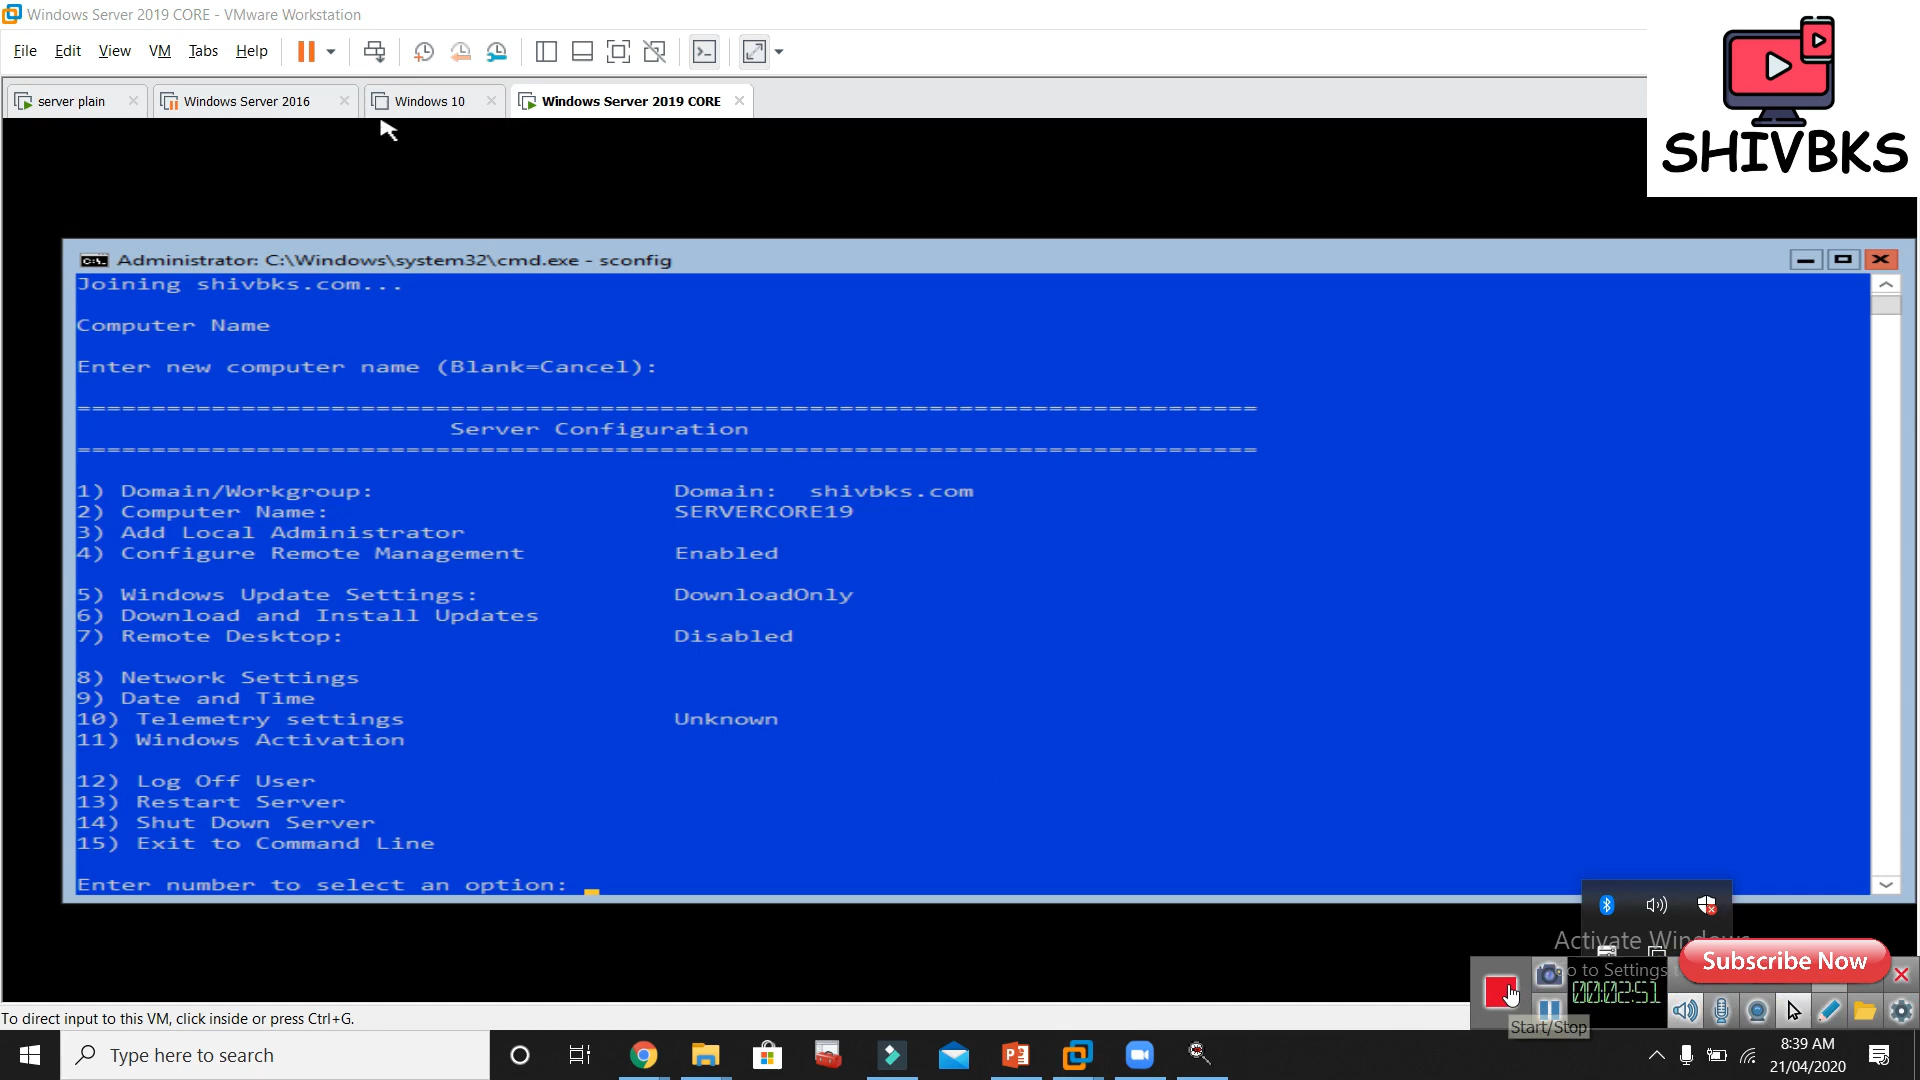 Windows Server 2019 CORE - VMware Workstation
File Edit View VM Tabs Help
server plain
Windows Server 2016
Windows 10
Windows Server 2019 CORE
SHIVBKS
Administrator: C:\Windows\system32\cmd.exe - sconfig
Joining shivbks.com...
Computer Name
Enter new computer name (Blank=Cancel):
===============================================================================
Server Configuration
===============================================================================
1) Domain/Workgroup: Domain: shivbks.com
2) Computer Name: SERVERCORE19
3) Add Local Administrator
4) Configure Remote Management Enabled
5) Windows Update Settings: DownloadOnly
6) Download and Install Updates
7) Remote Desktop: Disabled
8) Network Settings
9) Date and Time
10) Telemetry settings Unknown
11) Windows Activation
12) Log Off User
13) Restart Server
14) Shut Down Server
15) Exit to Command Line
Enter number to select an option:
Activate Windows
o to Settings
Subscribe Now
00:02:51
Start/Stop
To direct input to this VM, click inside or press Ctrl+G.
Type here to search
8:39 AM
21/04/2020